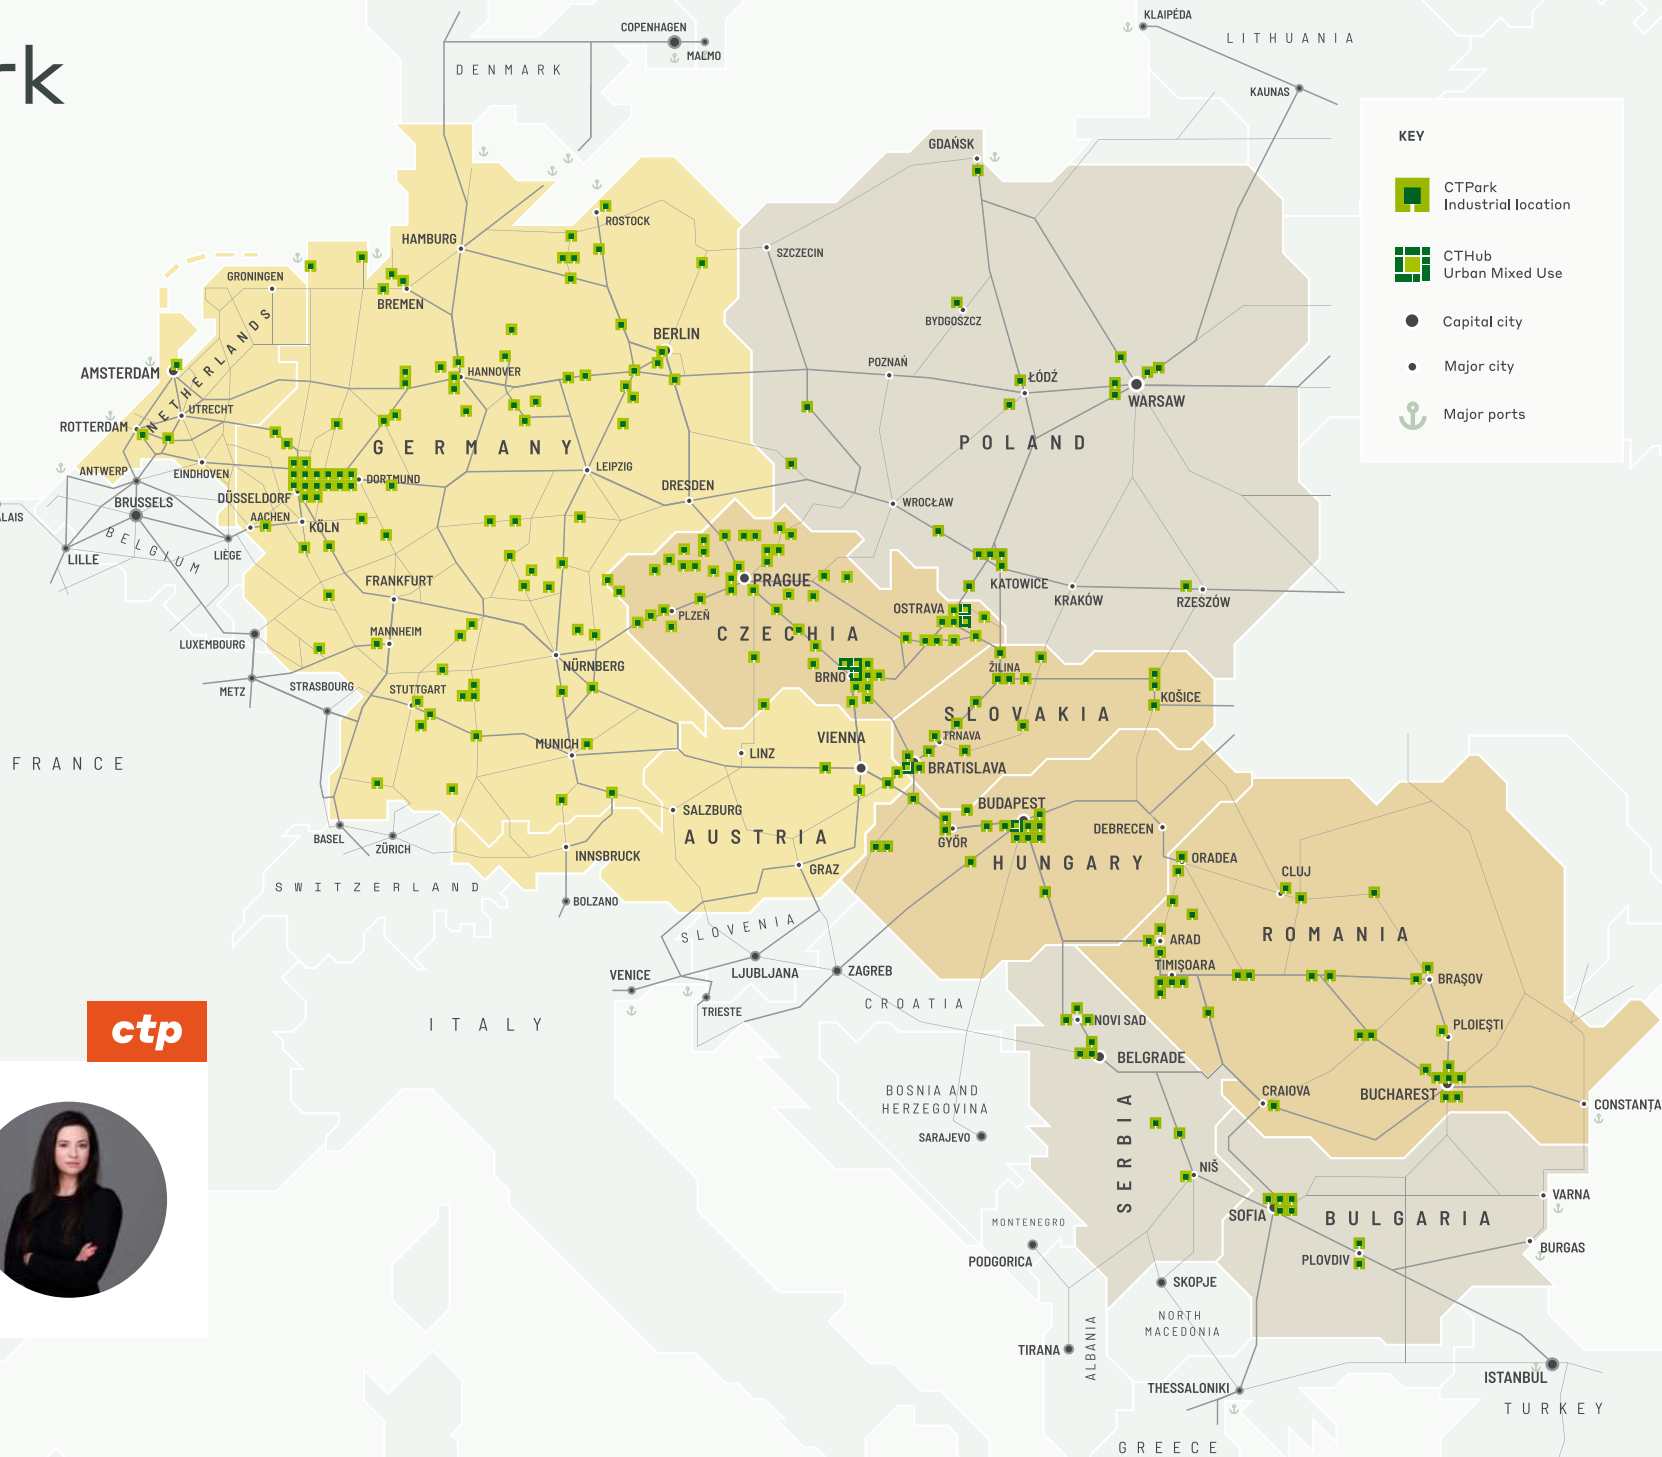 rk
COPENHAGEN
MALMO
DENMARK
KLAIPĖDA
LITHUANIA
KAUNAS
KEY
CTPark
Industrial location
CTHub
Urban Mixed Use
Capital city
Major city
Major ports
GDAŃSK
ROSTOCK
HAMBURG
SZCZECIN
GRONINGEN
BREMEN
BYDGOSZCZ
BERLIN
NETHERLANDS
AMSTERDAM
HANNOVER
POZNAŃ
ŁÓDŹ
WARSAW
UTRECHT
ROTTERDAM
GERMANY
POLAND
ANTWERP
EINDHOVEN
DORTMUND
LEIPZIG
DRESDEN
DÜSSELDORF
BRUSSELS
WROCŁAW
ALAIS
AACHEN
KÖLN
BELGIUM
LIÈGE
LILLE
FRANKFURT
PRAGUE
KATOWICE
KRAKÓW
RZESZÓW
OSTRAVA
PLZEŇ
CZECHIA
MANNHEIM
LUXEMBOURG
NÜRNBERG
ŽILINA
BRNO
METZ
STRASBOURG
STUTTGART
KOŠICE
SLOVAKIA
TRNAVA
VIENNA
MUNICH
LINZ
FRANCE
BRATISLAVA
BUDAPEST
SALZBURG
DEBRECEN
AUSTRIA
GYŐR
BASEL
ZÜRICH
INNSBRUCK
HUNGARY
ORADEA
CLUJ
GRAZ
SWITZERLAND
BOLZANO
SLOVENIA
ROMANIA
ARAD
TIMIȘOARA
VENICE
LJUBLJANA
ZAGREB
BRAȘOV
TRIESTE
CROATIA
ITALY
NOVI SAD
PLOIEȘTI
ctp
BELGRADE
BOSNIA AND
HERZEGOVINA
CRAIOVA
BUCHAREST
CONSTANȚA
SARAJEVO
SERBIA
NIŠ
VARNA
SOFIA
BULGARIA
MONTENEGRO
BURGAS
PODGORICA
PLOVDIV
SKOPJE
NORTH
MACEDONIA
TIRANA
ALBANIA
ISTANBUL
THESSALONIKI
TURKEY
GREECE